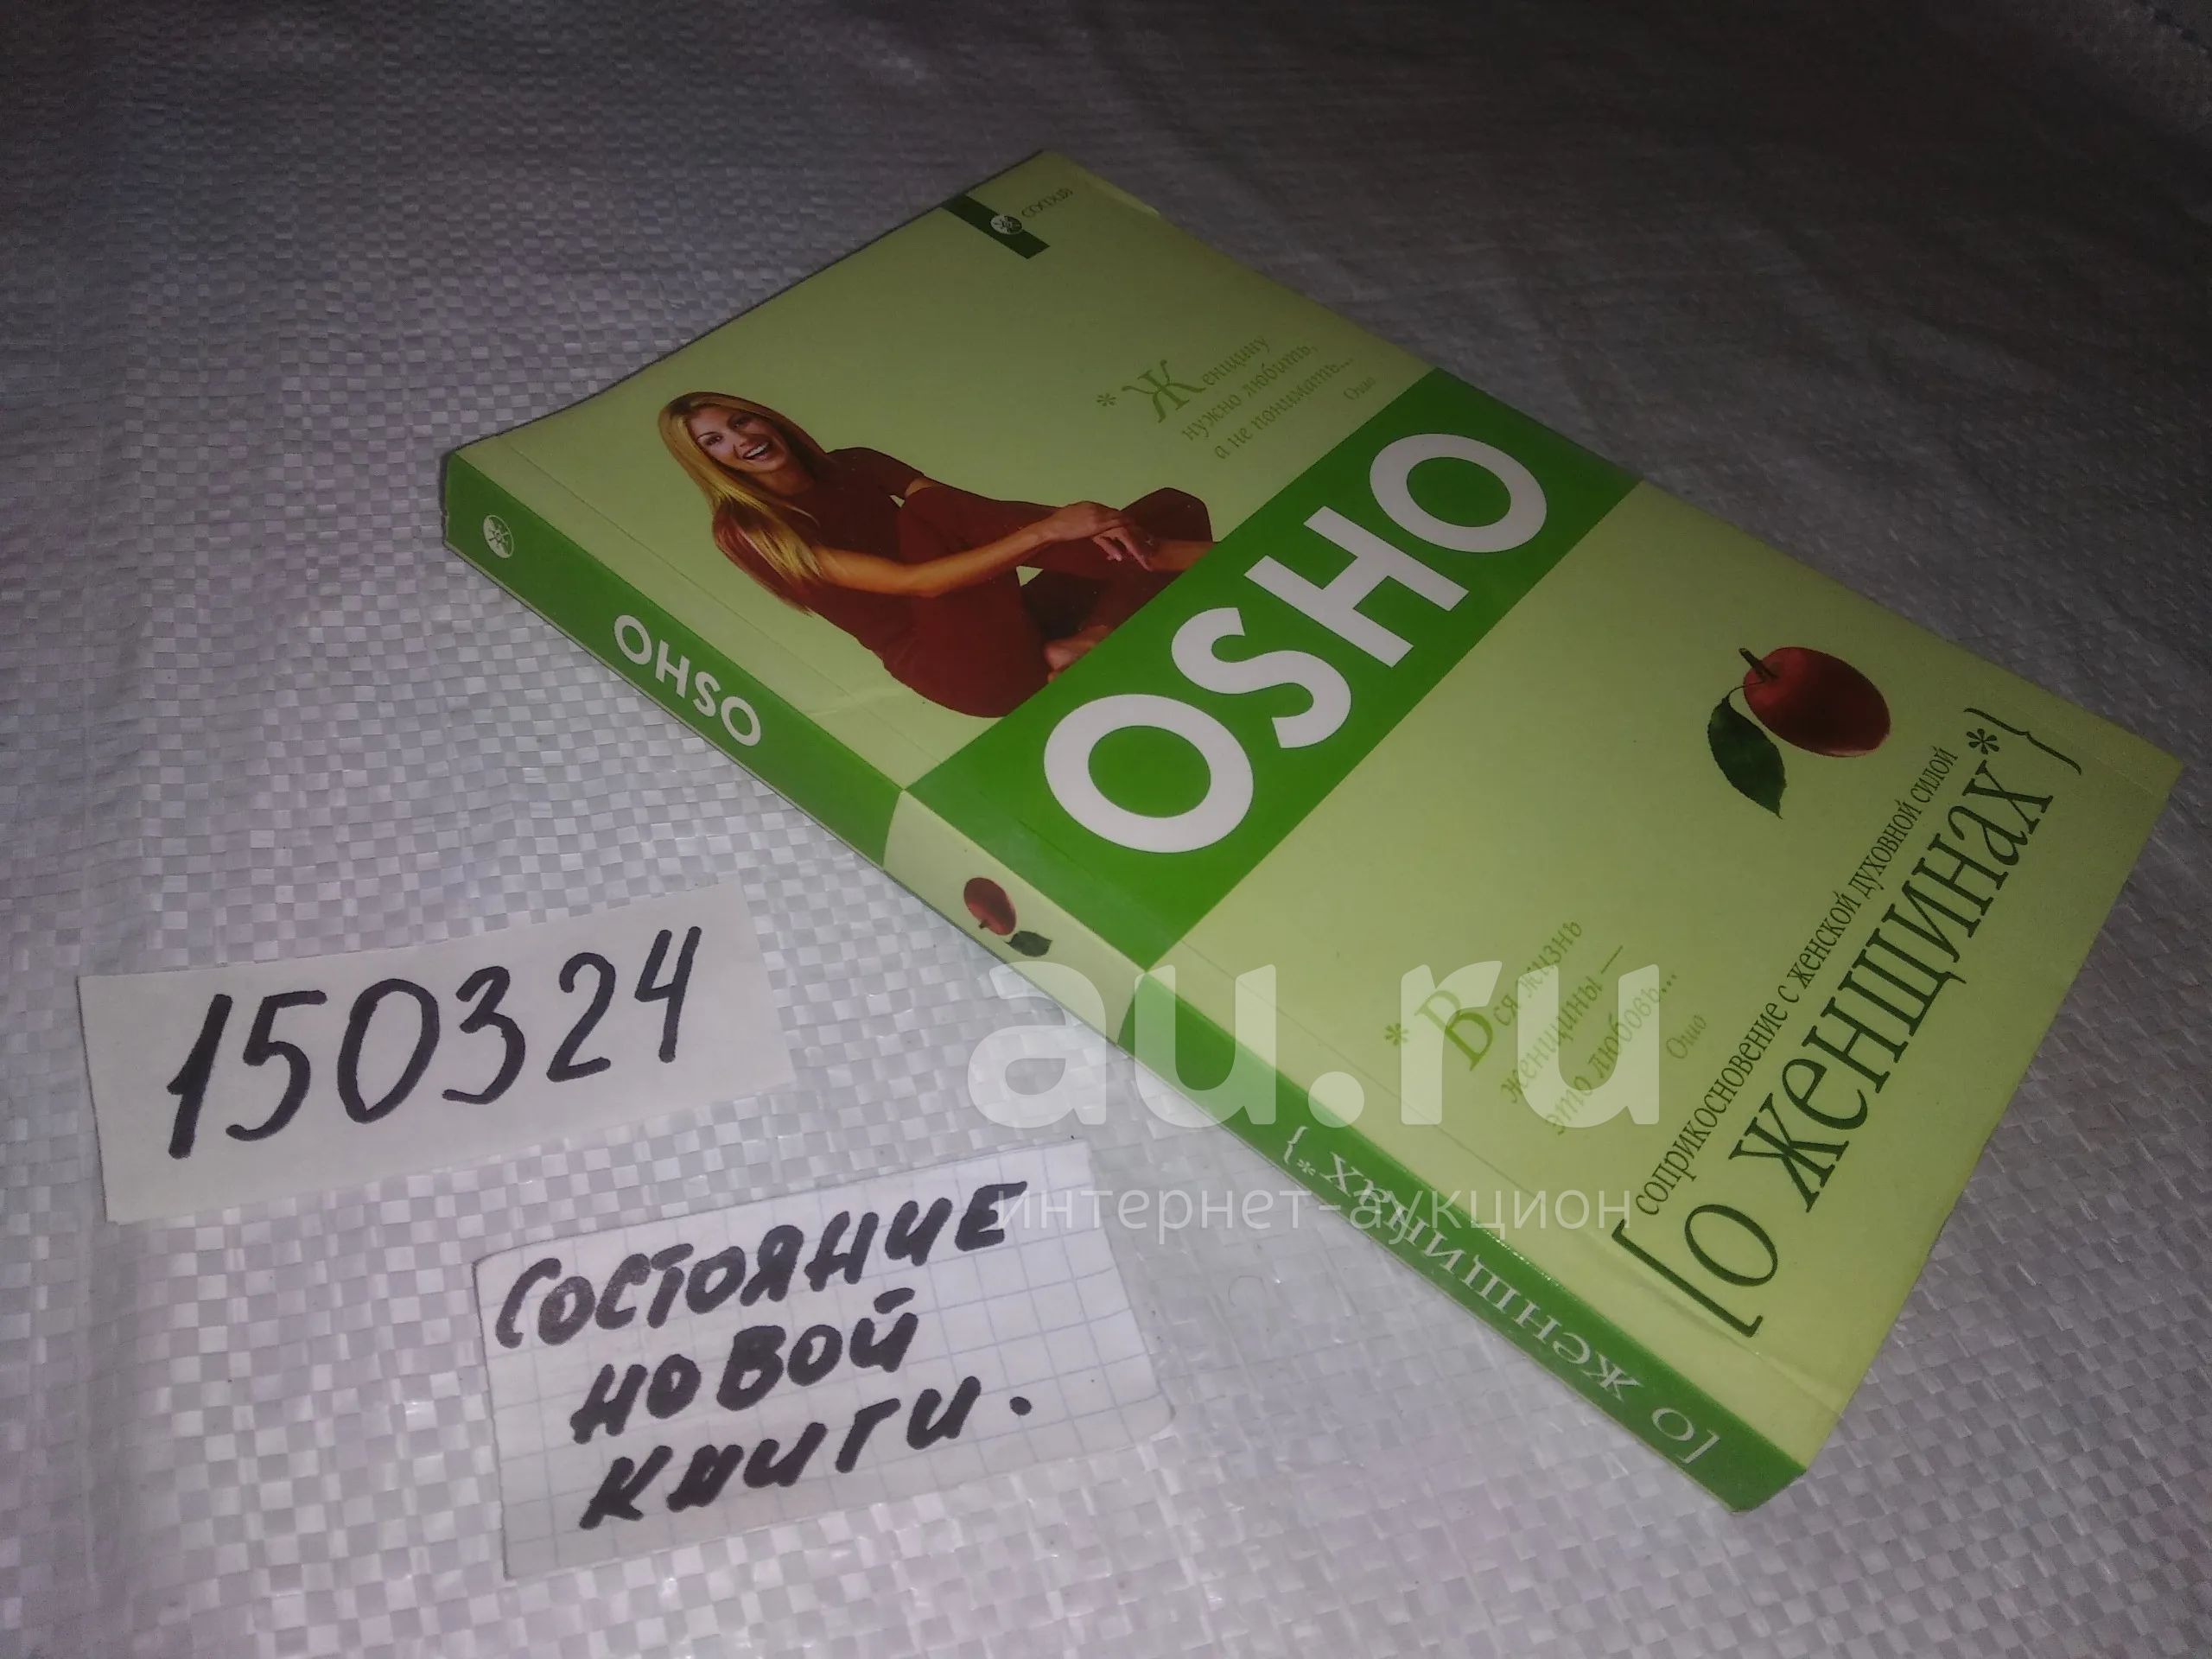 СОФИЯ
* Женщину
нужно любить,
а не понимать...
Ошо
OSHO
* Вся жизнь
женщины —
это любовь...
Ошо
соприкосновение с женской духовной силой
[о женщинах*}
OSHO
[о женщинах*}
150324
СОСТОЯНИЕ
НОВОЙ
КНИГИ.
au.ru
интернет-аукцион